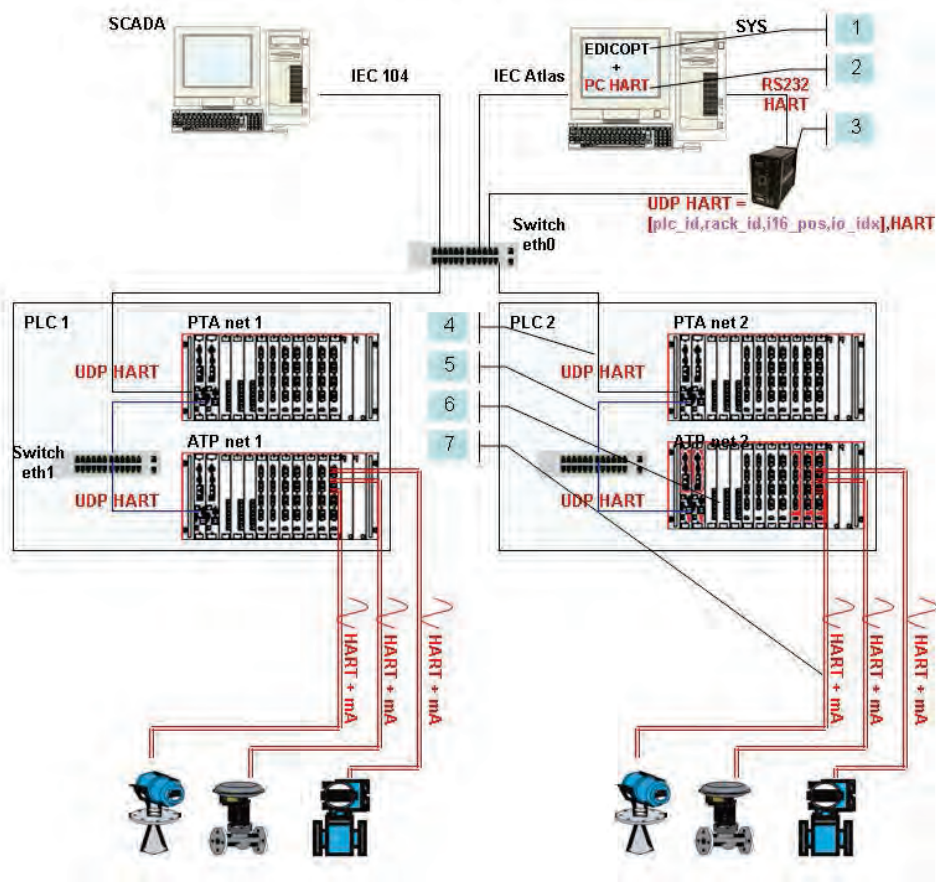 SCADA
IEC 104
IEC Atlas
SYS
EDICOPT
+
PC HART
RS232
HART
1
2
3
UDP HART =
[plc_id,rack_id,i16_pos,io_idx],HART
Switch
eth0
PLC 1
PTA net 1
UDP HART
Switch
eth1
ATP net 1
UDP HART
4
5
6
7
PLC 2
PTA net 2
UDP HART
ATP net 2
UDP HART
HART + mA
HART + mA
HART + mA
HART + mA
HART + mA
HART + mA